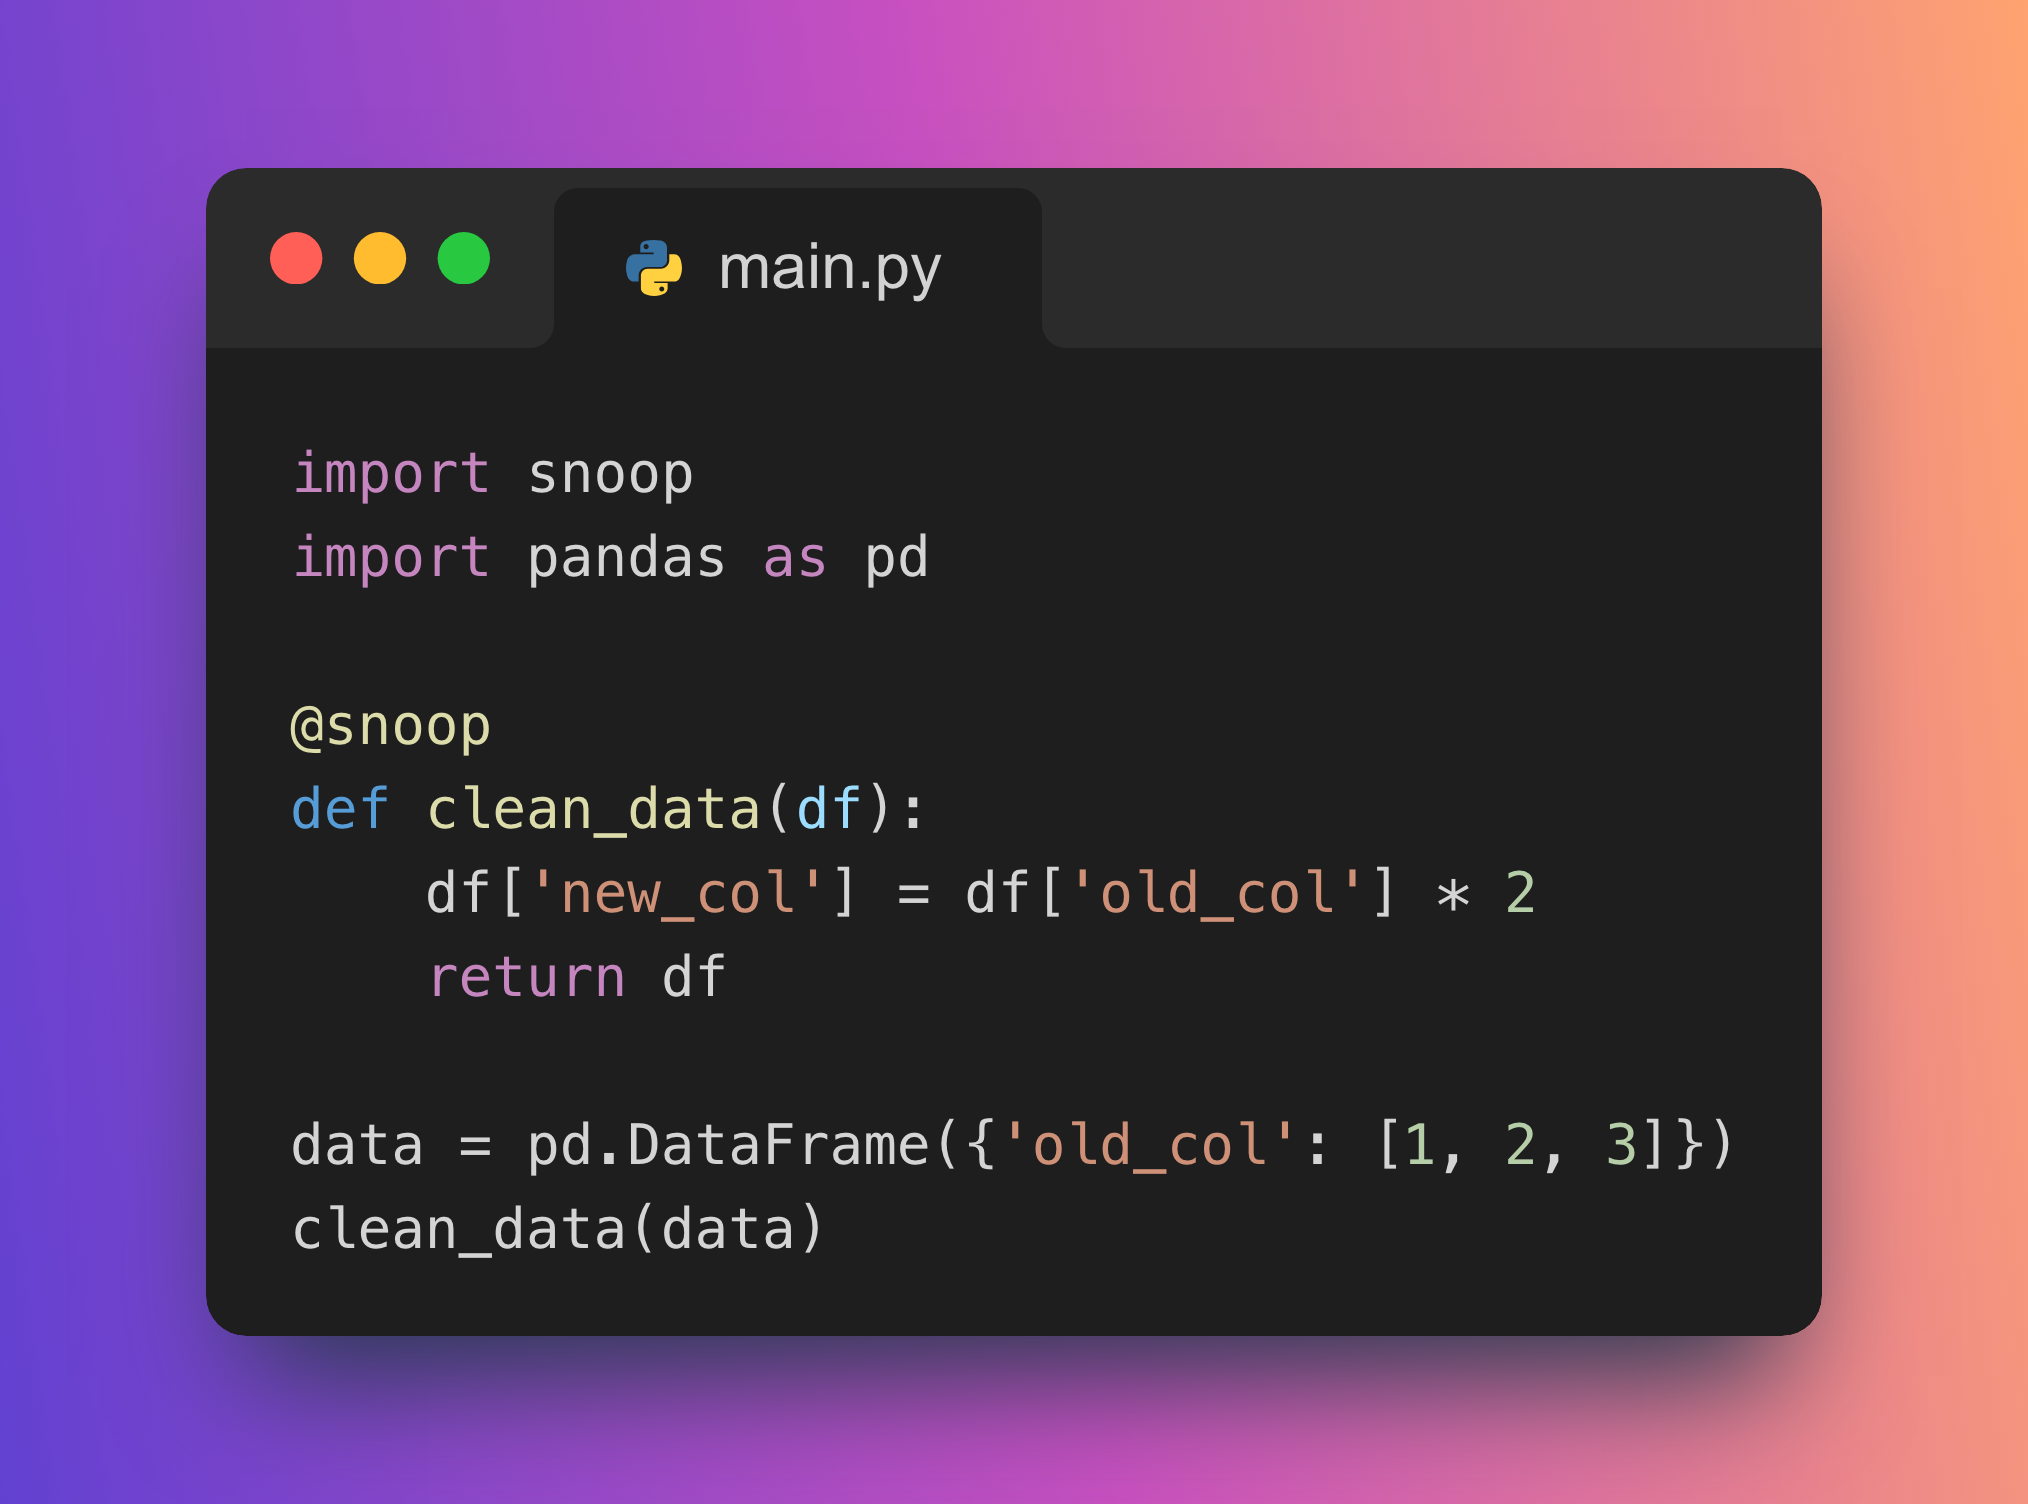 main.py
import snoop
import pandas as pd
@snoop
def clean_data(df):
    df['new_col'] = df['old_col'] * 2
    return df
data = pd.DataFrame({'old_col': [1, 2, 3]})
clean_data(data)